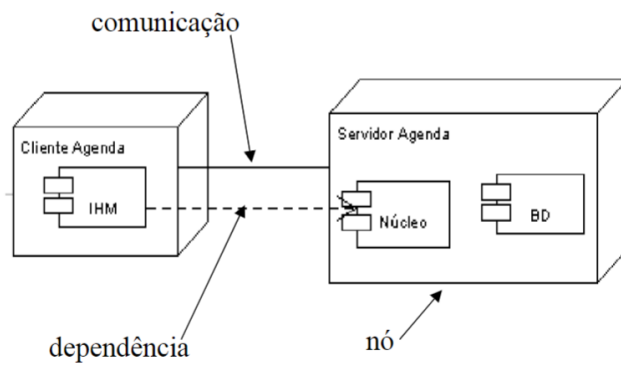 comunicação
Cliente Agenda
IHM
Servidor Agenda
Núcleo
BD
dependência
nó